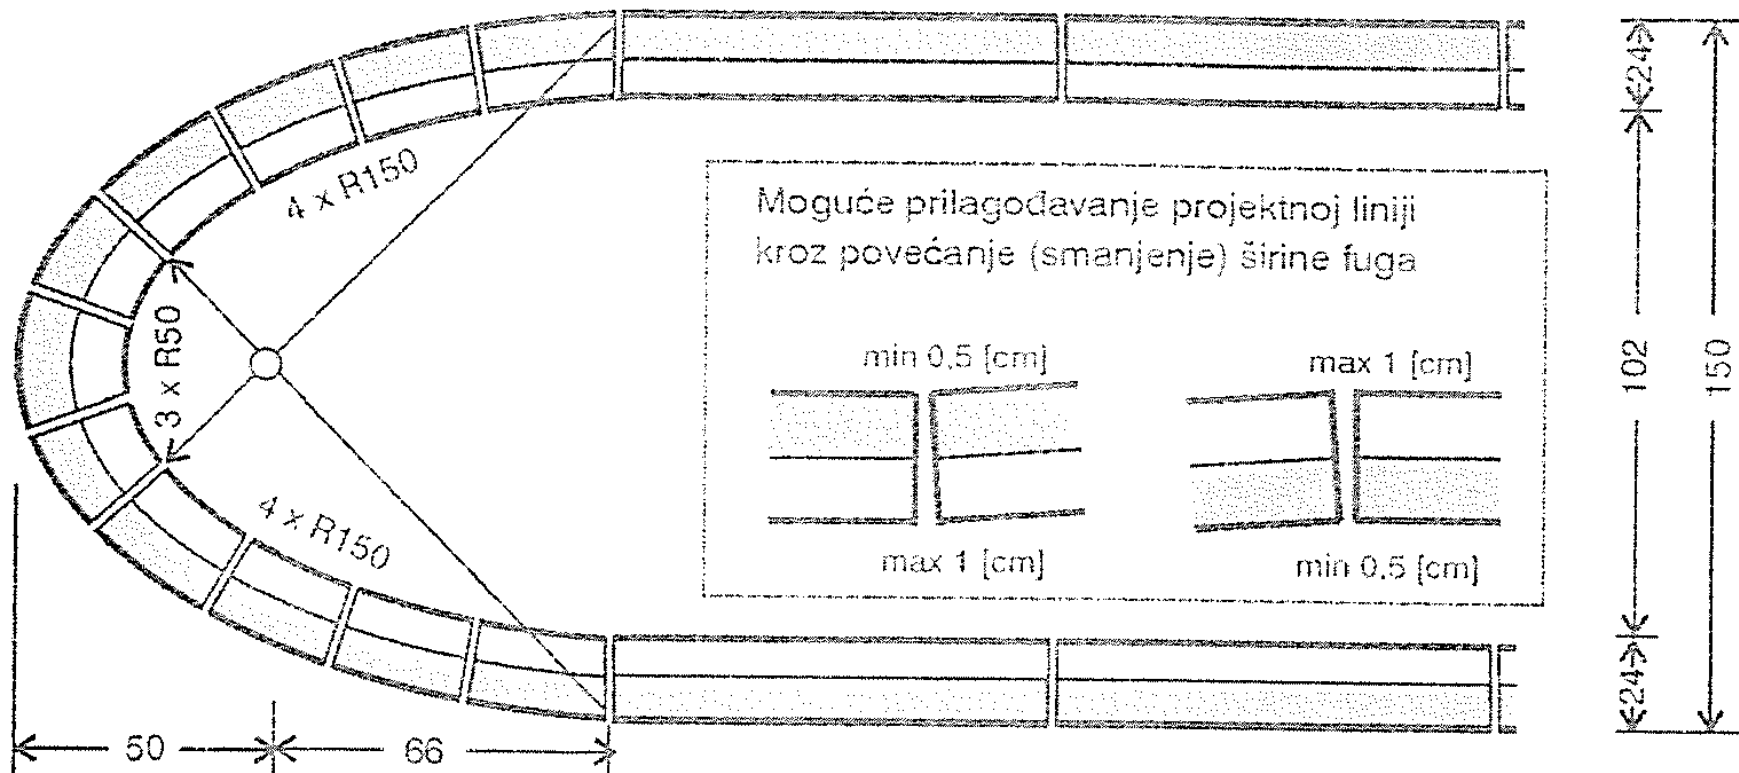 24
4 x R150
Moguće prilagođavanje projektnoj liniji
kroz povećanje (smanjenje) širine fuga
3 x R50
min 0,5 [cm]
max 1 [cm]
102
150
4 x R150
max 1 [cm]
min 0,5 [cm]
24
50
66